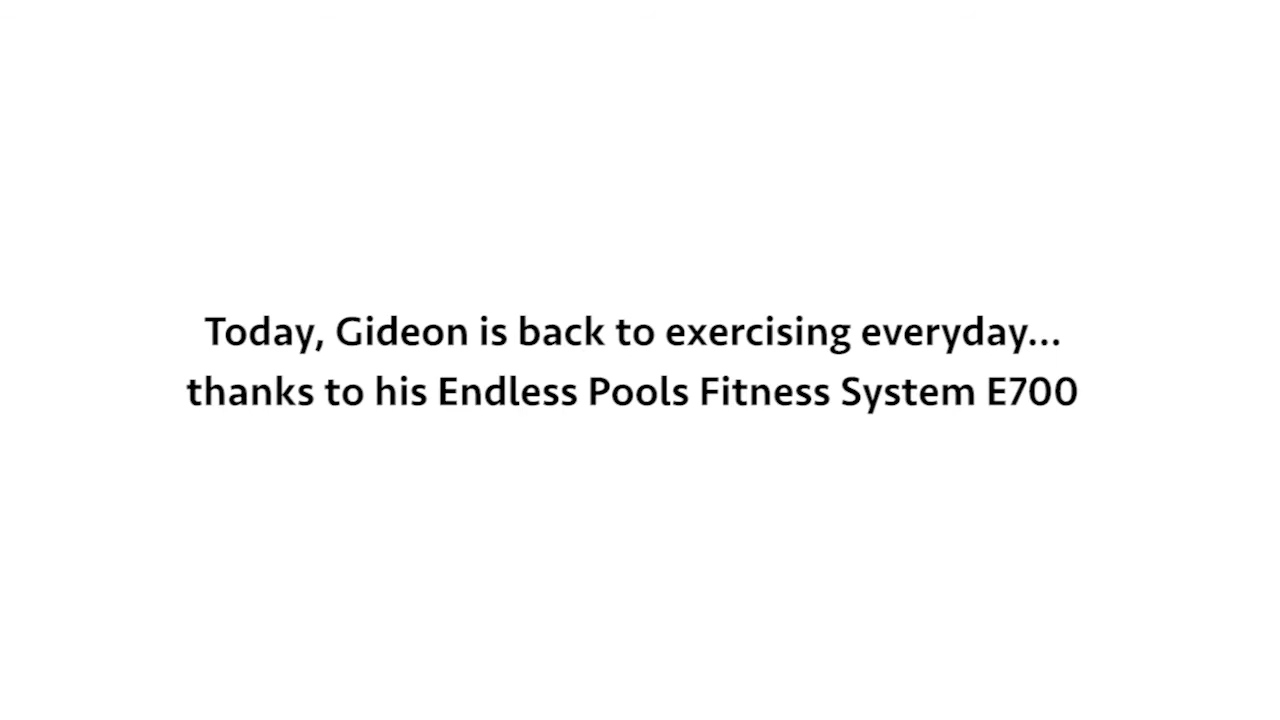 Today, Gideon is back to exercising everyday...
thanks to his Endless Pools Fitness System E700